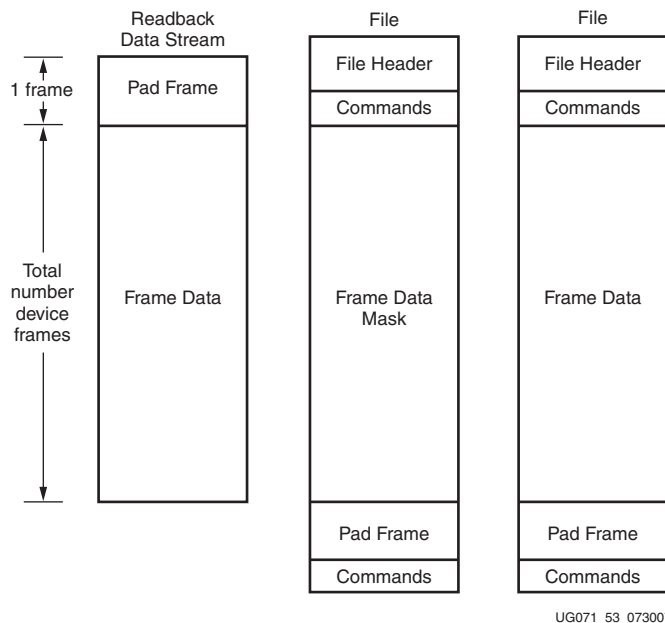 Readback
Data Stream
File
File
1 frame
Pad Frame
File Header
File Header
Commands
Commands
Total
number
device
frames
Frame Data
Frame Data
Mask
Frame Data
Pad Frame
Pad Frame
Commands
Commands
UG071_53_073007